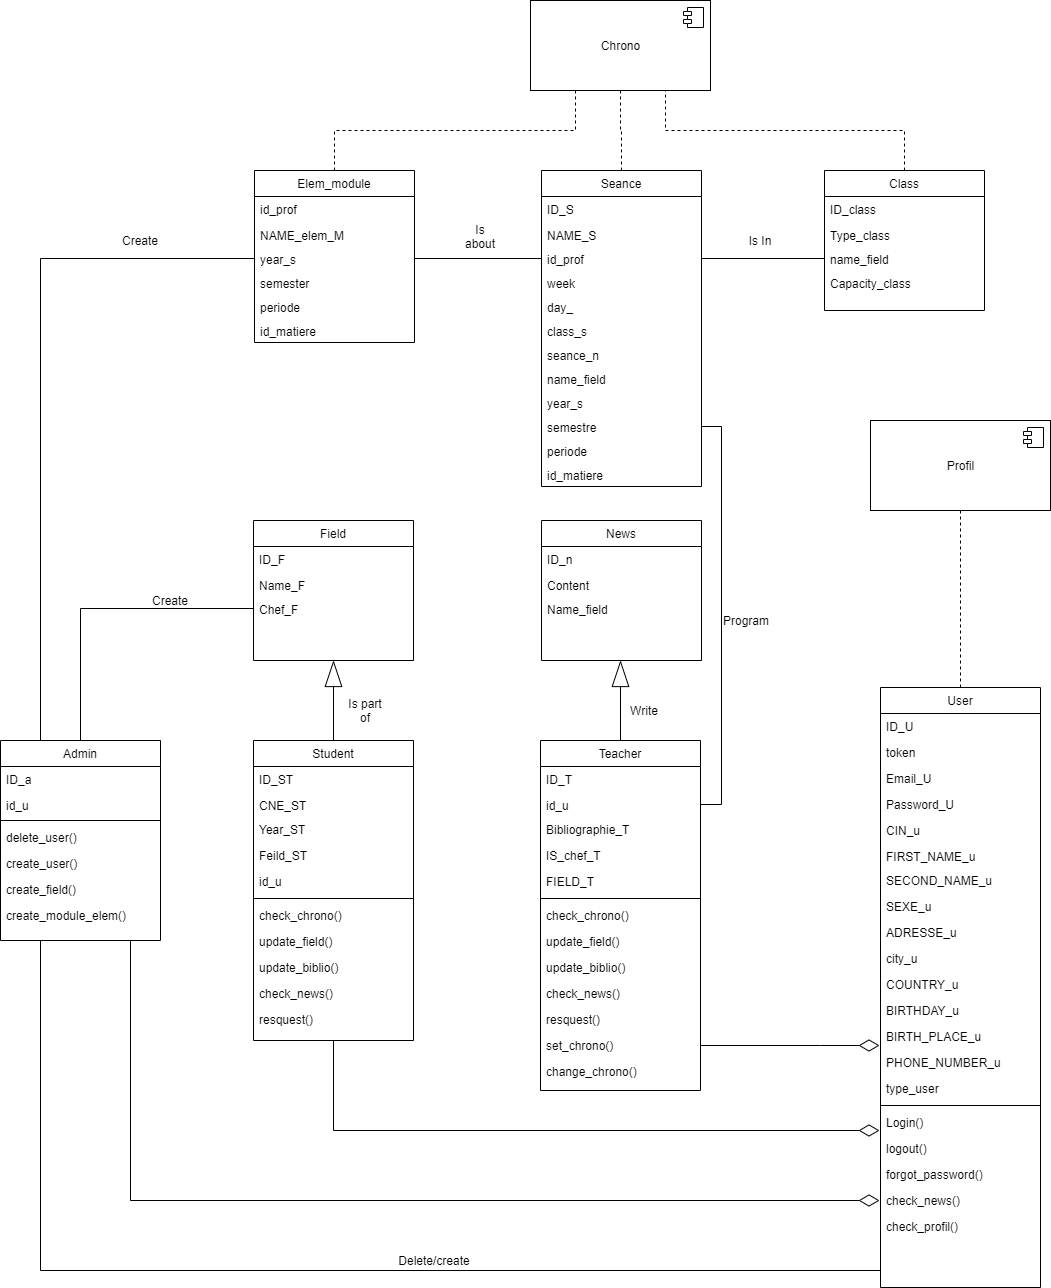 Chrono
Elem_module
id_prof
NAME_elem_M
year_s
semester
periode
id_matiere
Seance
ID_S
NAME_S
id_prof
week
day_
class_s
seance_n
name_field
year_s
semestre
periode
id_matiere
Class
ID_class
Type_class
name_field
Capacity_class
Create
Is
about
Is In
Profil
Field
ID_F
Name_F
Chef_F
News
ID_n
Content
Name_field
Create
Program
Is part
of
Write
Admin
ID_a
id_u
delete_user()
create_user()
create_field()
create_module_elem()
Student
ID_ST
CNE_ST
Year_ST
Feild_ST
id_u
check_chrono()
update_field()
update_biblio()
check_news()
resquest()
Teacher
ID_T
id_u
Bibliographie_T
IS_chef_T
FIELD_T
check_chrono()
update_field()
update_biblio()
check_news()
resquest()
set_chrono()
change_chrono()
User
ID_U
token
Email_U
Password_U
CIN_u
FIRST_NAME_u
SECOND_NAME_u
SEXE_u
ADRESSE_u
city_u
COUNTRY_u
BIRTHDAY_u
BIRTH_PLACE_u
PHONE_NUMBER_u
type_user
Login()
logout()
forgot_password()
check_news()
check_profil()
Delete/create